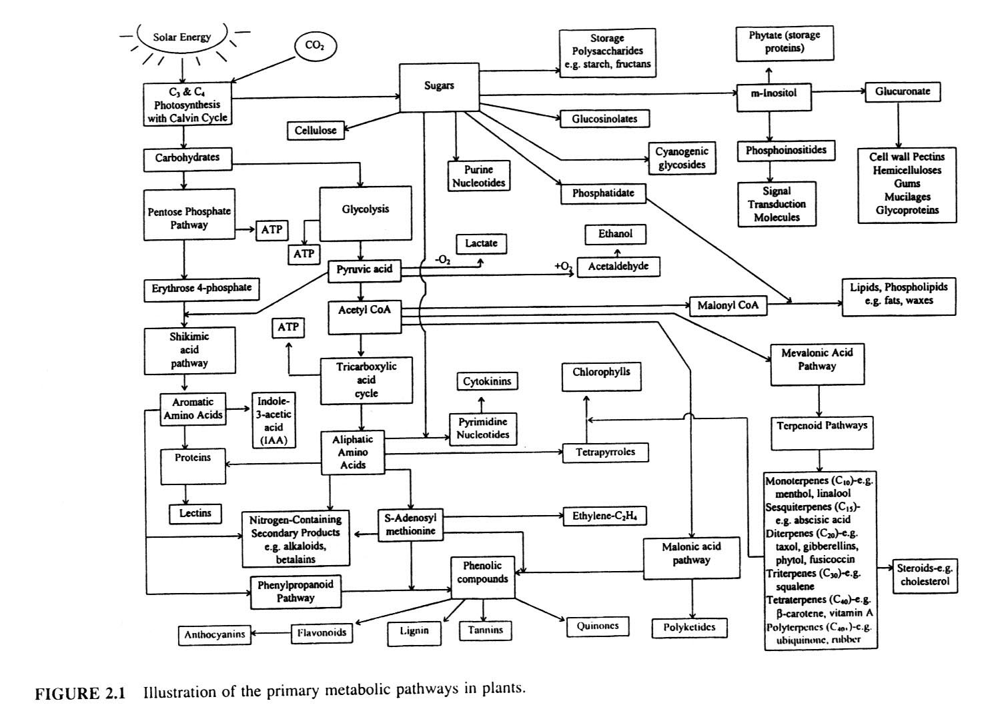 Solar Energy
CO₂
C₃ & C₄
Photosynthesis
with Calvin Cycle
Sugars
Storage
Polysaccharides
e.g. starch, fructans
Phytate (storage
proteins)
m-Inositol
Glucuronate
Cellulose
Glucosinolates
Carbohydrates
Purine
Nucleotides
Cyanogenic
glycosides
Phosphoinositides
Cell wall Pectins
Hemicelluloses
Gums
Mucilages
Glycoproteins
Pentose Phosphate
Pathway
ATP
Glycolysis
ATP
Phosphatidate
Signal
Transduction
Molecules
Lactate
Ethanol
-O₂
+O₂
Acetaldehyde
Pyruvic acid
Erythrose 4-phosphate
Acetyl CoA
Malonyl CoA
Lipids, Phospholipids
e.g. fats, waxes
ATP
Shikimic
acid
pathway
Tricarboxylic
acid
cycle
Cytokinins
Chlorophylls
Mevalonic Acid
Pathway
Aromatic
Amino Acids
Indole-
3-acetic
acid
(IAA)
Pyrimidine
Nucleotides
Terpenoid Pathways
Aliphatic
Amino
Acids
Tetrapyrroles
Proteins
Lectins
Nitrogen-Containing
Secondary Products
e.g. alkaloids,
betalains
S-Adenosyl
methionine
Ethylene-C₂H₄
Monoterpenes (C₁₀)-e.g.
menthol, linalool
Sesquiterpenes (C₁₅)-
e.g. abscisic acid
Diterpenes (C₂₀)-e.g.
taxol, gibberellins,
phytol, fusicoccin
Triterpenes (C₃₀)-e.g.
squalene
Tetraterpenes (C₄₀)-e.g.
β-carotene, vitamin A
Polyterpenes (C₄₀₊)-e.g.
ubiquinone, rubber
Steroids-e.g.
cholesterol
Malonic acid
pathway
Phenolic
compounds
Phenylpropanoid
Pathway
Anthocyanins
Flavonoids
Lignin
Tannins
Quinones
Polyketides
FIGURE 2.1 Illustration of the primary metabolic pathways in plants.